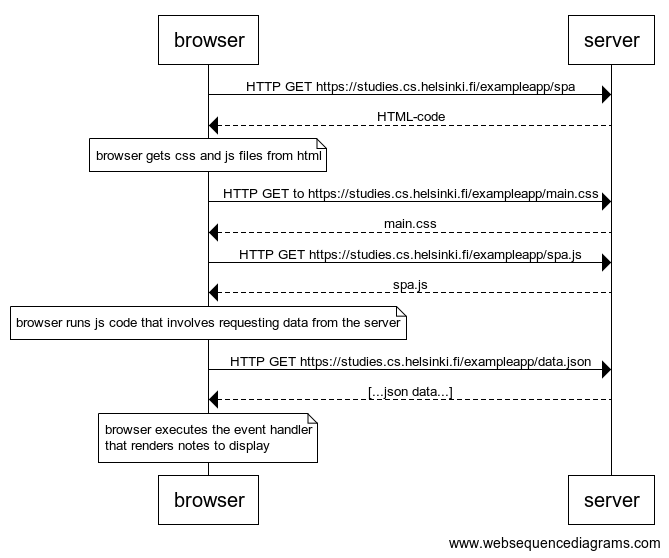 browser
server
HTTP GET https://studies.cs.helsinki.fi/exampleapp/spa
HTML-code
browser gets css and js files from html
HTTP GET to https://studies.cs.helsinki.fi/exampleapp/main.css
main.css
HTTP GET https://studies.cs.helsinki.fi/exampleapp/spa.js
spa.js
browser runs js code that involves requesting data from the server
HTTP GET https://studies.cs.helsinki.fi/exampleapp/data.json
[...json data...]
browser executes the event handler
that renders notes to display
browser
server
www.websequencediagrams.com